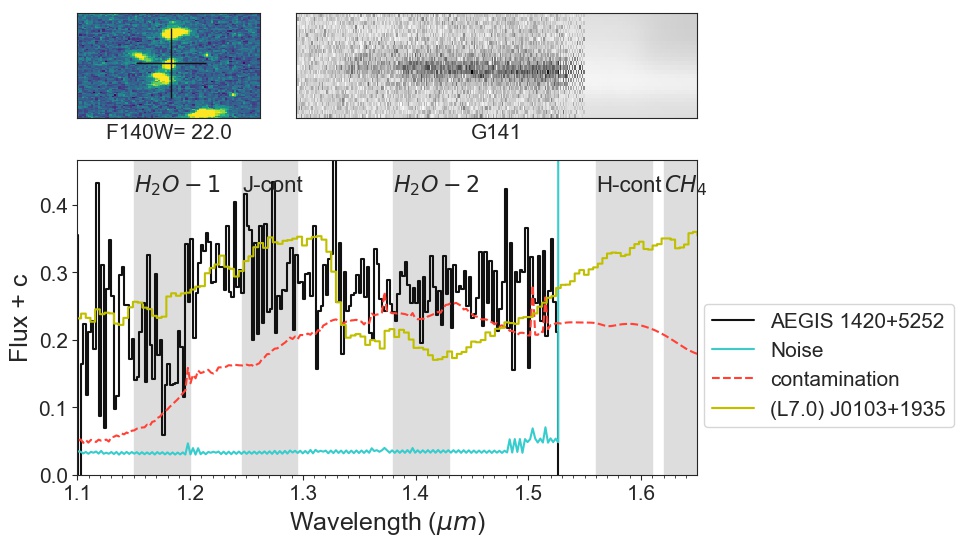 F140W= 22.0
G141
H₂O − 1
J-cont
H₂O − 2
H-cont
CH₄
Flux + c
0.4
0.3
0.2
0.1
0.0
1.1
1.2
1.3
1.4
1.5
1.6
Wavelength (μm)
AEGIS 1420+5252
Noise
contamination
(L7.0) J0103+1935